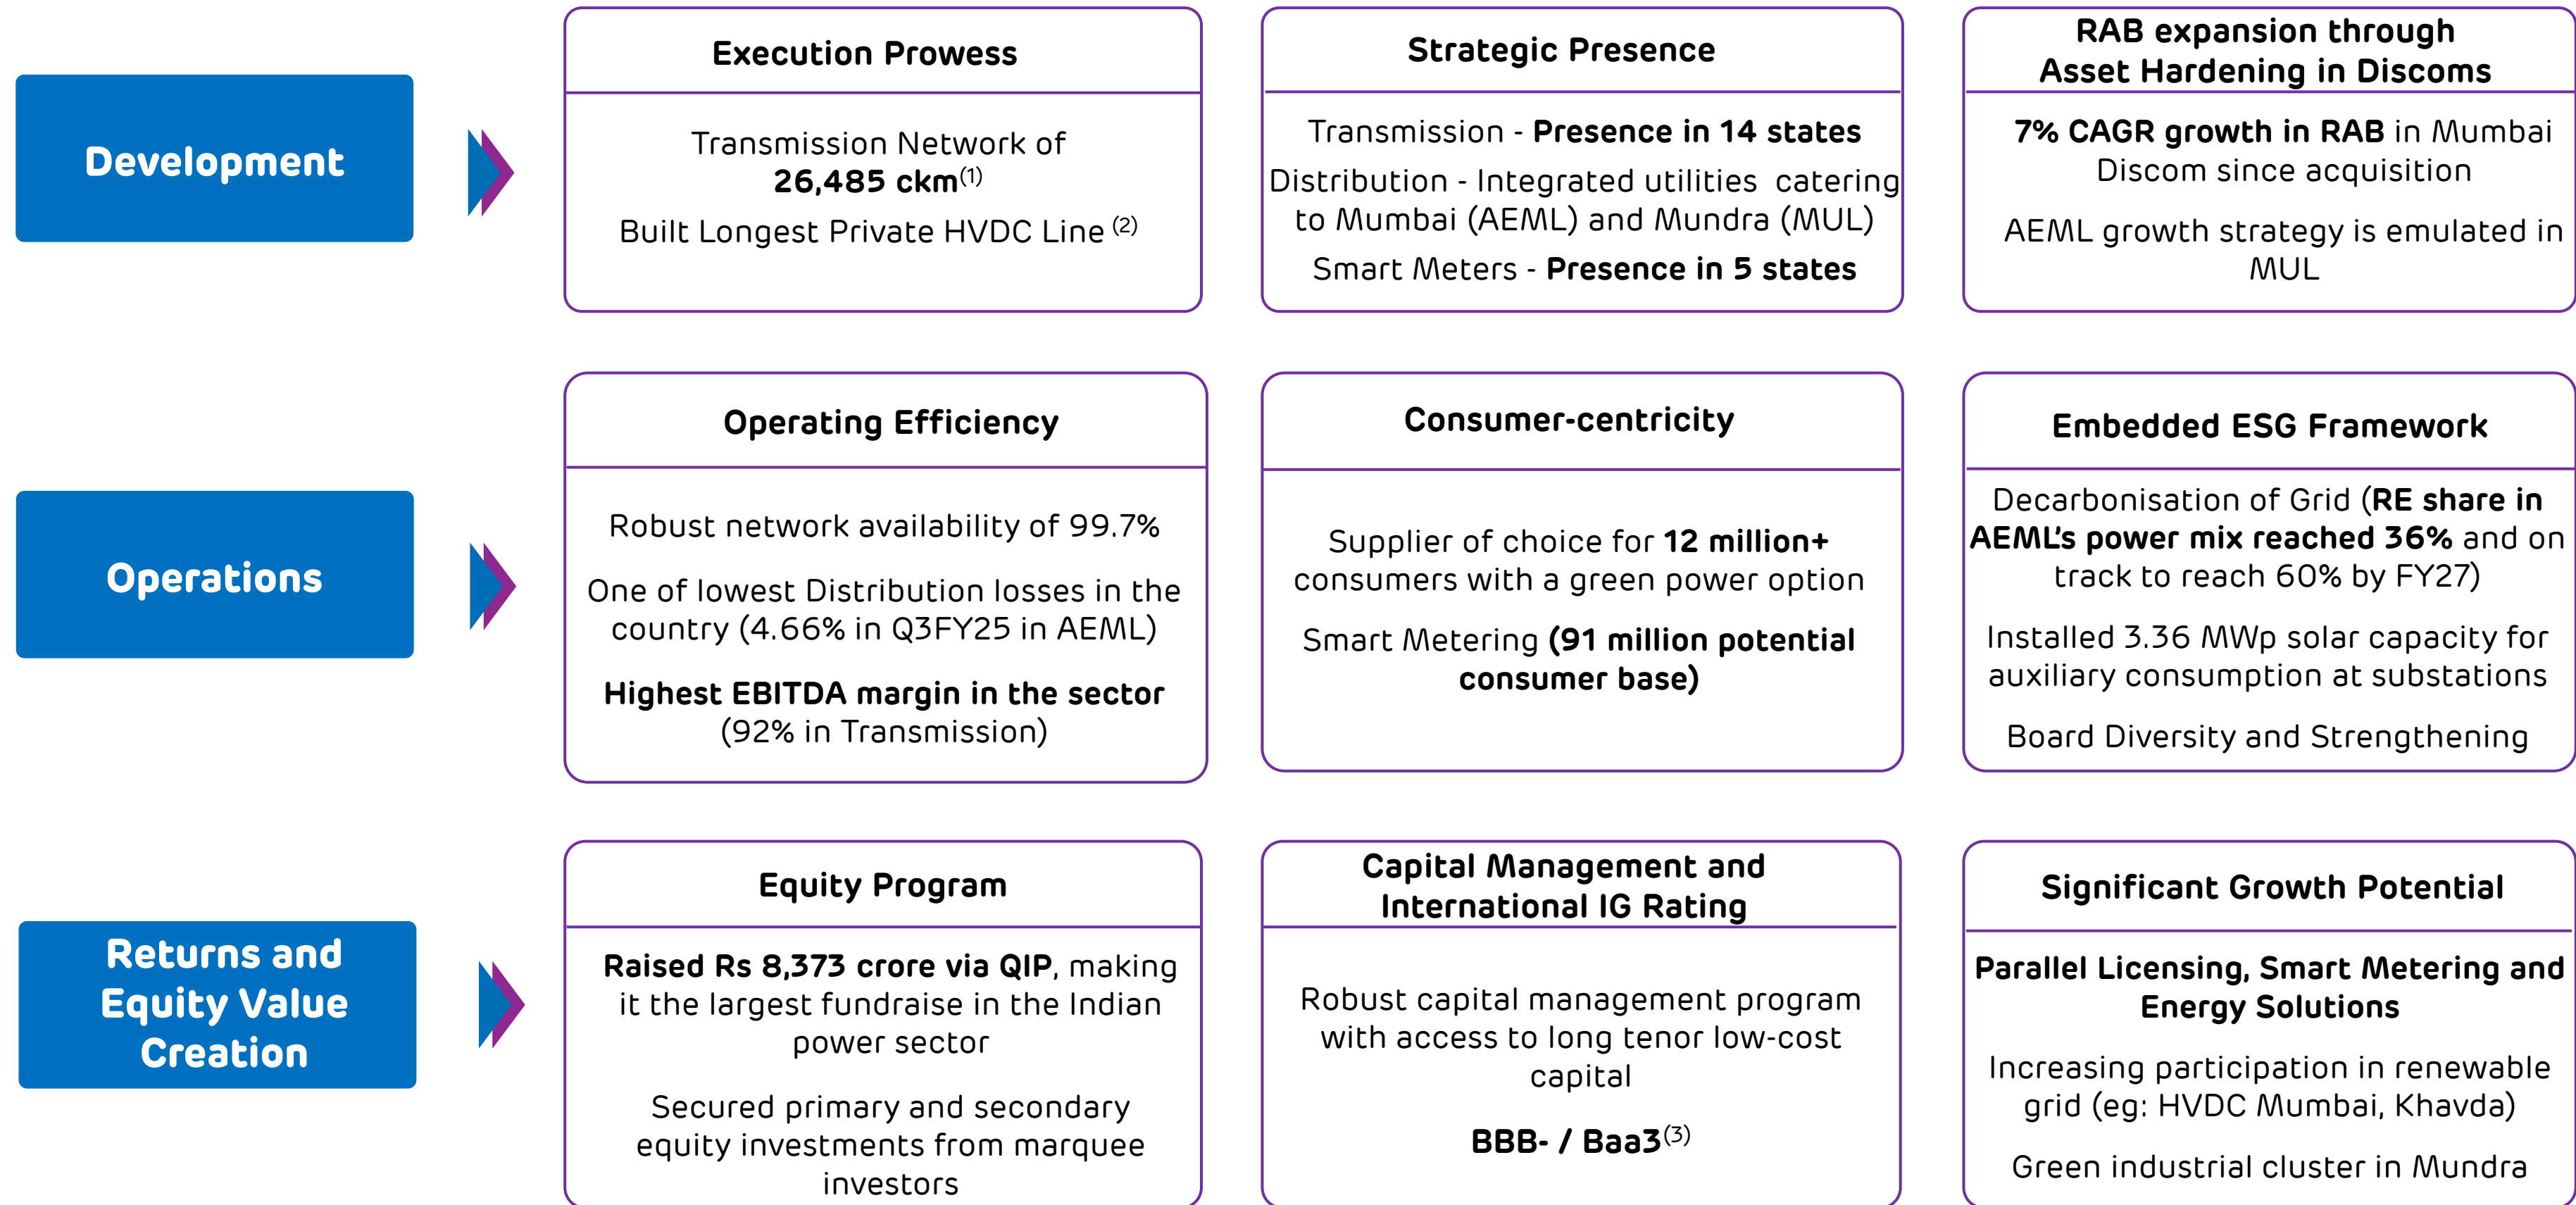 Development
Execution Prowess
Transmission Network of
26,485 ckm(1)
Built Longest Private HVDC Line (2)
Strategic Presence
Transmission - Presence in 14 states
Distribution - Integrated utilities catering
to Mumbai (AEML) and Mundra (MUL)
Smart Meters - Presence in 5 states
RAB expansion through
Asset Hardening in Discoms
7% CAGR growth in RAB in Mumbai
Discom since acquisition
AEML growth strategy is emulated in
MUL
Operations
Operating Efficiency
Robust network availability of 99.7%
One of lowest Distribution losses in the
country (4.66% in Q3FY25 in AEML)
Highest EBITDA margin in the sector
(92% in Transmission)
Consumer-centricity
Supplier of choice for 12 million+
consumers with a green power option
Smart Metering (91 million potential
consumer base)
Embedded ESG Framework
Decarbonisation of Grid (RE share in
AEML's power mix reached 36% and on
track to reach 60% by FY27)
Installed 3.36 MWp solar capacity for
auxiliary consumption at substations
Board Diversity and Strengthening
Returns and
Equity Value
Creation
Equity Program
Raised Rs 8,373 crore via QIP, making
it the largest fundraise in the Indian
power sector
Secured primary and secondary
equity investments from marquee
investors
Capital Management and
International IG Rating
Robust capital management program
with access to long tenor low-cost
capital
BBB- / Baa3(3)
Significant Growth Potential
Parallel Licensing, Smart Metering and
Energy Solutions
Increasing participation in renewable
grid (eg: HVDC Mumbai, Khavda)
Green industrial cluster in Mundra